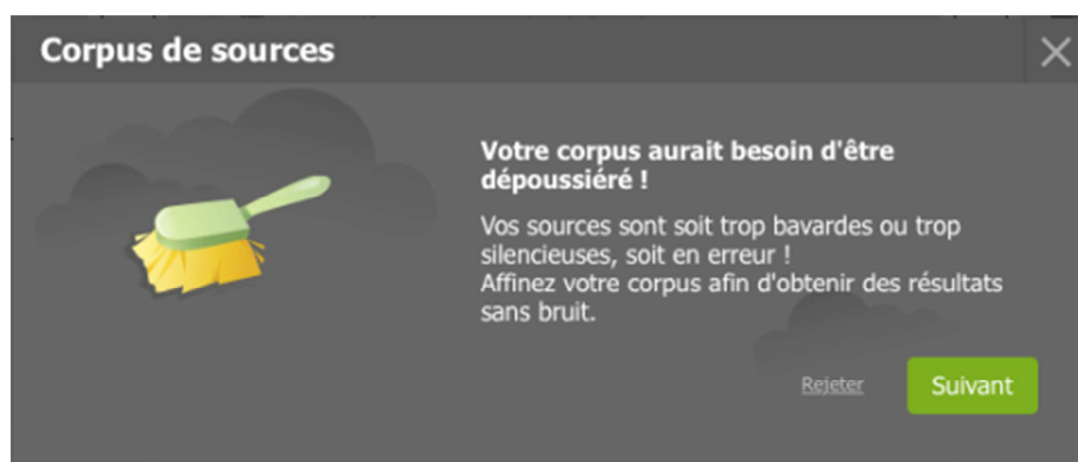 Corpus de sources
Votre corpus aurait besoin d'être
dépoussiéré !
Vos sources sont soit trop bavardes ou trop
silencieuses, soit en erreur !
Affinez votre corpus afin d'obtenir des résultats
sans bruit.
Rejeter
Suivant